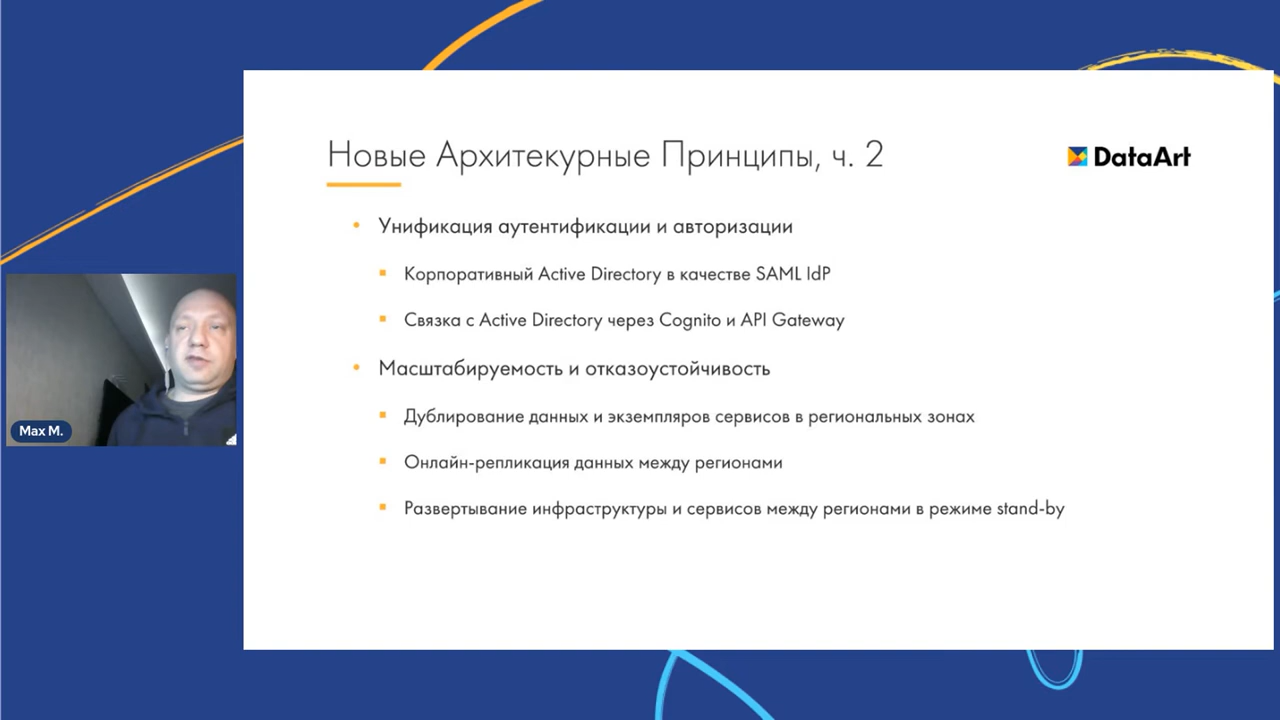 Новые Архитекурные Принципы, ч. 2
DataArt
Унификация аутентификации и авторизации
Корпоративный Active Directory в качестве SAML IdP
Связка с Active Directory через Cognito и API Gateway
Масштабируемость и отказоустойчивость
Дублирование данных и экземпляров сервисов в региональных зонах
Онлайн-репликация данных между регионами
Развертывание инфраструктуры и сервисов между регионами в режиме stand-by
Max M.